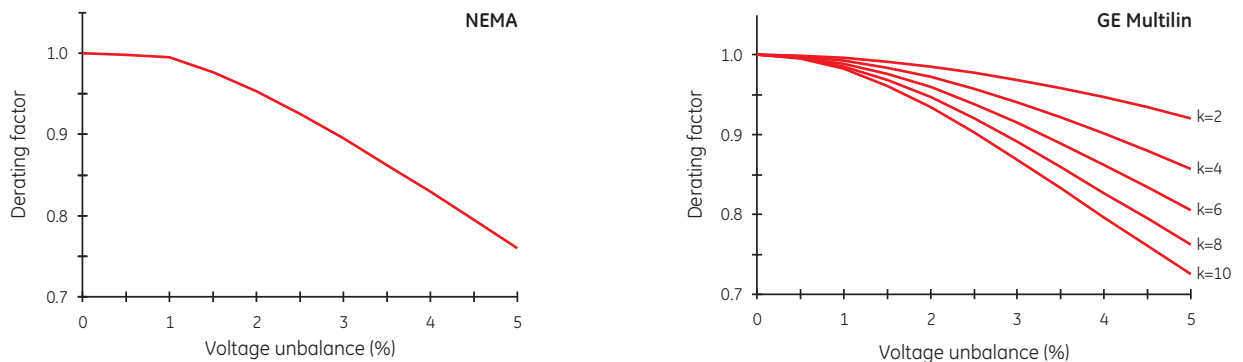 NEMA
1.0
0.9
0.8
0.7
Derating factor
0 1 2 3 4 5
Voltage unbalance (%)
GE Multilin
1.0
0.9
0.8
0.7
Derating factor
k=2
k=4
k=6
k=8
k=10
0 1 2 3 4 5
Voltage unbalance (%)